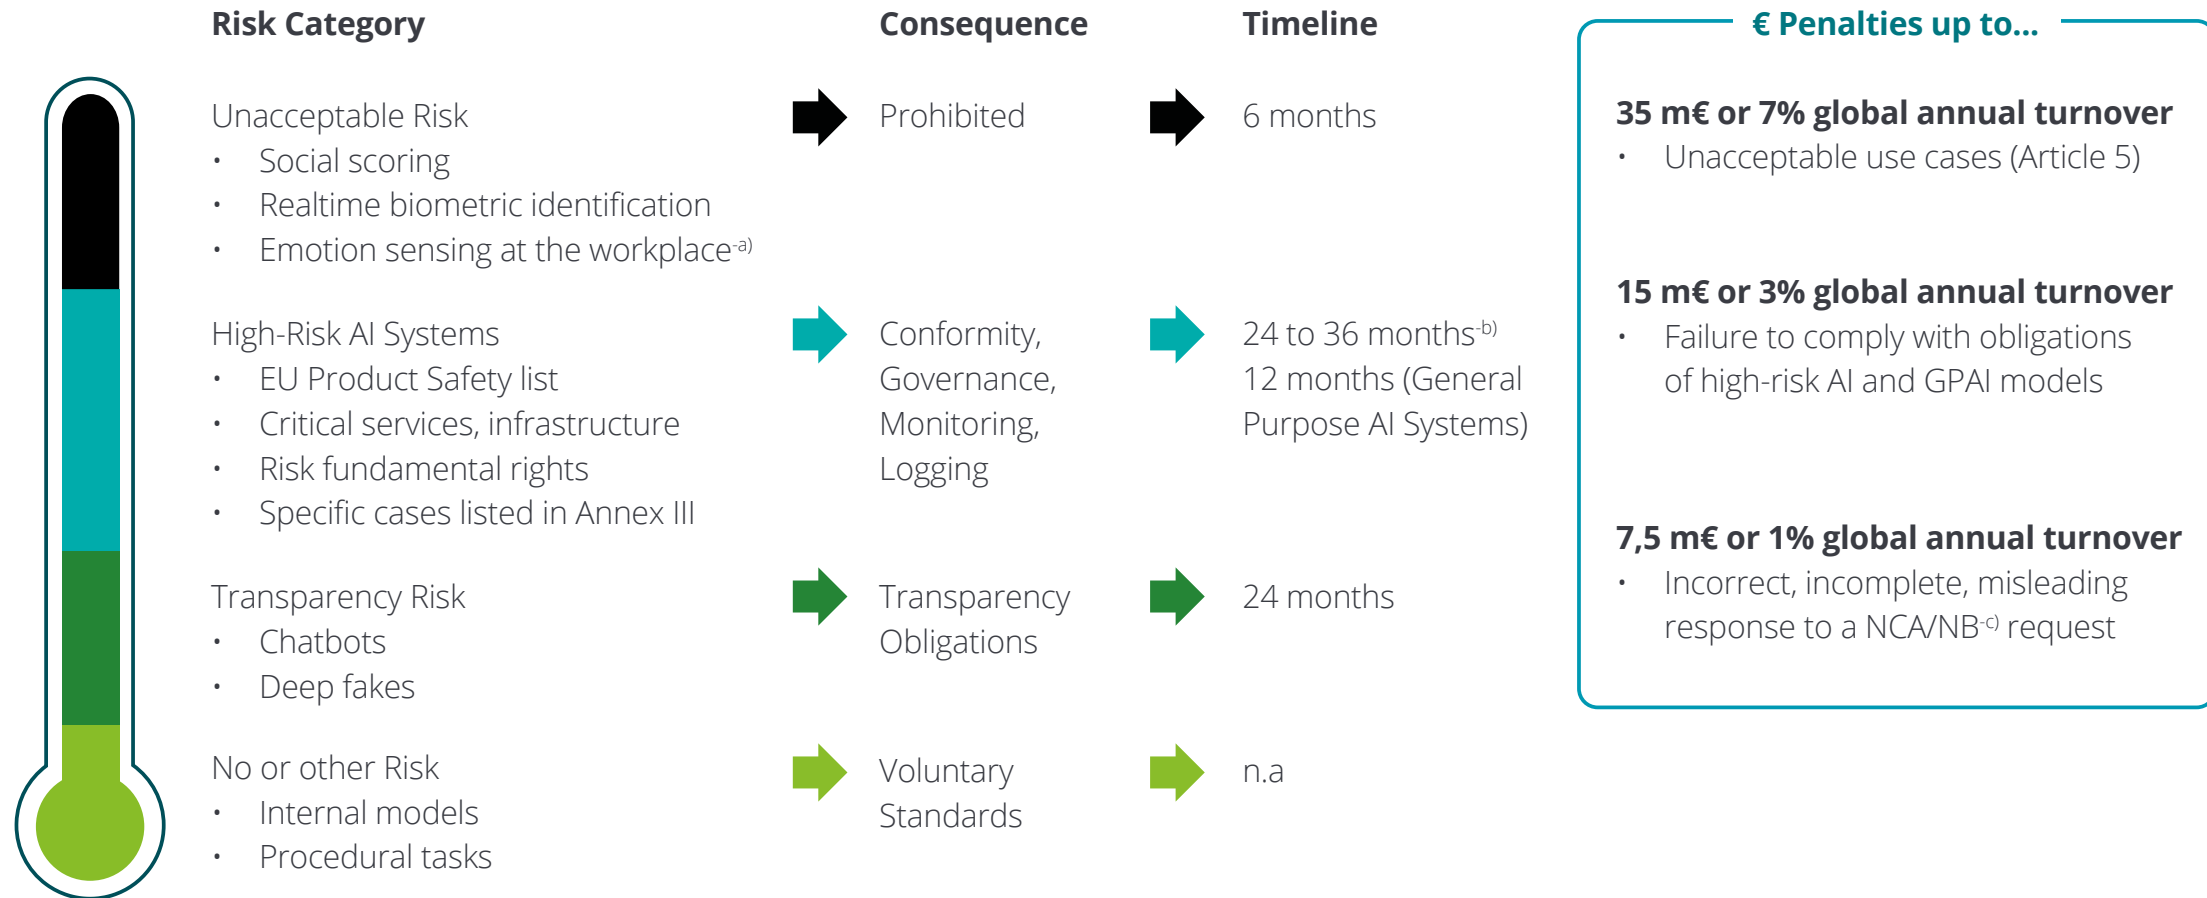 Risk Category
Consequence
Timeline
€ Penalties up to...
Unacceptable Risk
• Social scoring
• Realtime biometric identification
• Emotion sensing at the workplace-a)
Prohibited
6 months
35 m€ or 7% global annual turnover
• Unacceptable use cases (Article 5)
High-Risk AI Systems
• EU Product Safety list
• Critical services, infrastructure
• Risk fundamental rights
• Specific cases listed in Annex III
Conformity,
Governance,
Monitoring,
Logging
24 to 36 months-b)
12 months (General
Purpose AI Systems)
15 m€ or 3% global annual turnover
• Failure to comply with obligations
of high-risk AI and GPAI models
Transparency Risk
• Chatbots
• Deep fakes
Transparency
Obligations
24 months
7,5 m€ or 1% global annual turnover
• Incorrect, incomplete, misleading
response to a NCA/NB-c) request
No or other Risk
• Internal models
• Procedural tasks
Voluntary
Standards
n.a